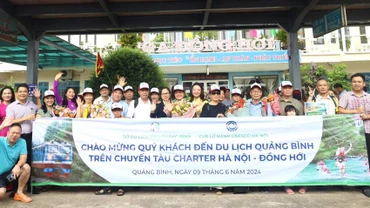 GA ĐỒNG HỚI
CHÀO MỪNG QUÝ KHÁCH ĐẾN DU LỊCH QUẢNG BÌNH
TRÊN CHUYẾN TÀU CHARTER HÀ NỘI - ĐỒNG HỚI
QUẢNG BÌNH, NGÀY 09 THÁNG 6 NĂM 2024